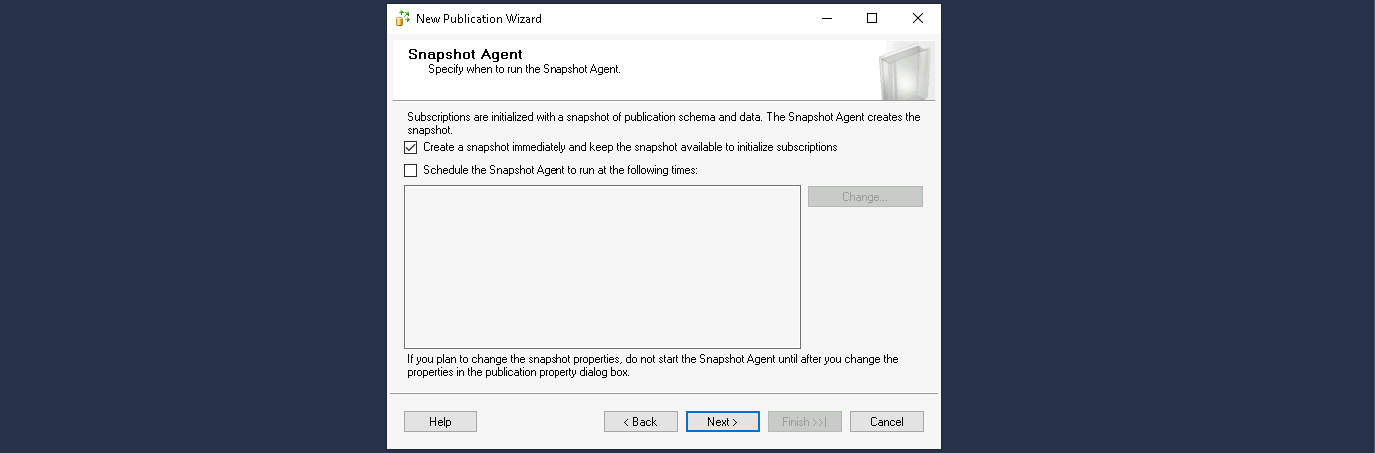 New Publication Wizard
Snapshot Agent
Specify when to run the Snapshot Agent.
Subscriptions are initialized with a snapshot of publication schema and data. The Snapshot Agent creates the
snapshot.
Create a snapshot immediately and keep the snapshot available to initialize subscriptions
Schedule the Snapshot Agent to run at the following times:
Change...
If you plan to change the snapshot properties, do not start the Snapshot Agent until after you change the
properties in the publication property dialog box.
Help
< Back
Next >
Finish >>|
Cancel